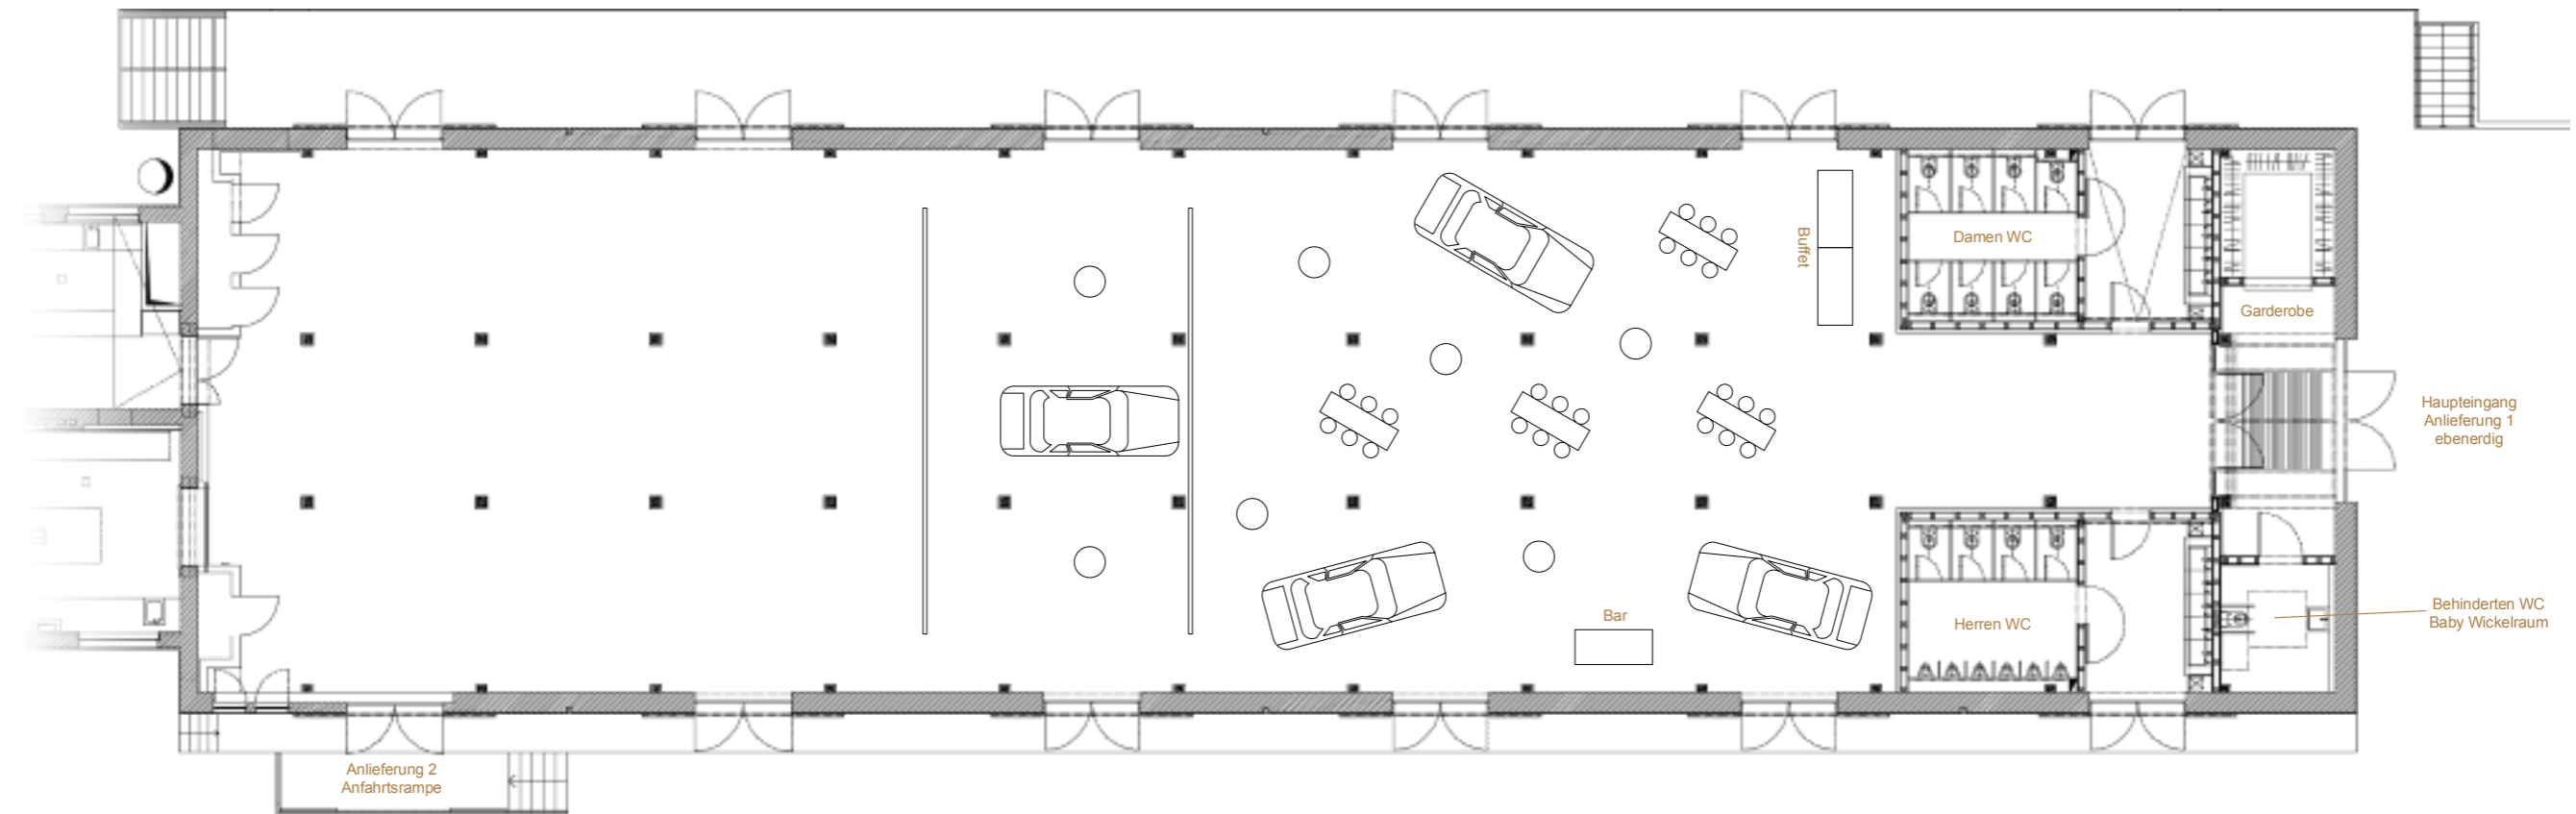 Damen WC
Buffet
Garderobe
Haupteingang
Anlieferung 1
ebenerdig
Behinderten WC
Baby Wickelraum
Herren WC
Bar
Anlieferung 2
Anfahrtsrampe